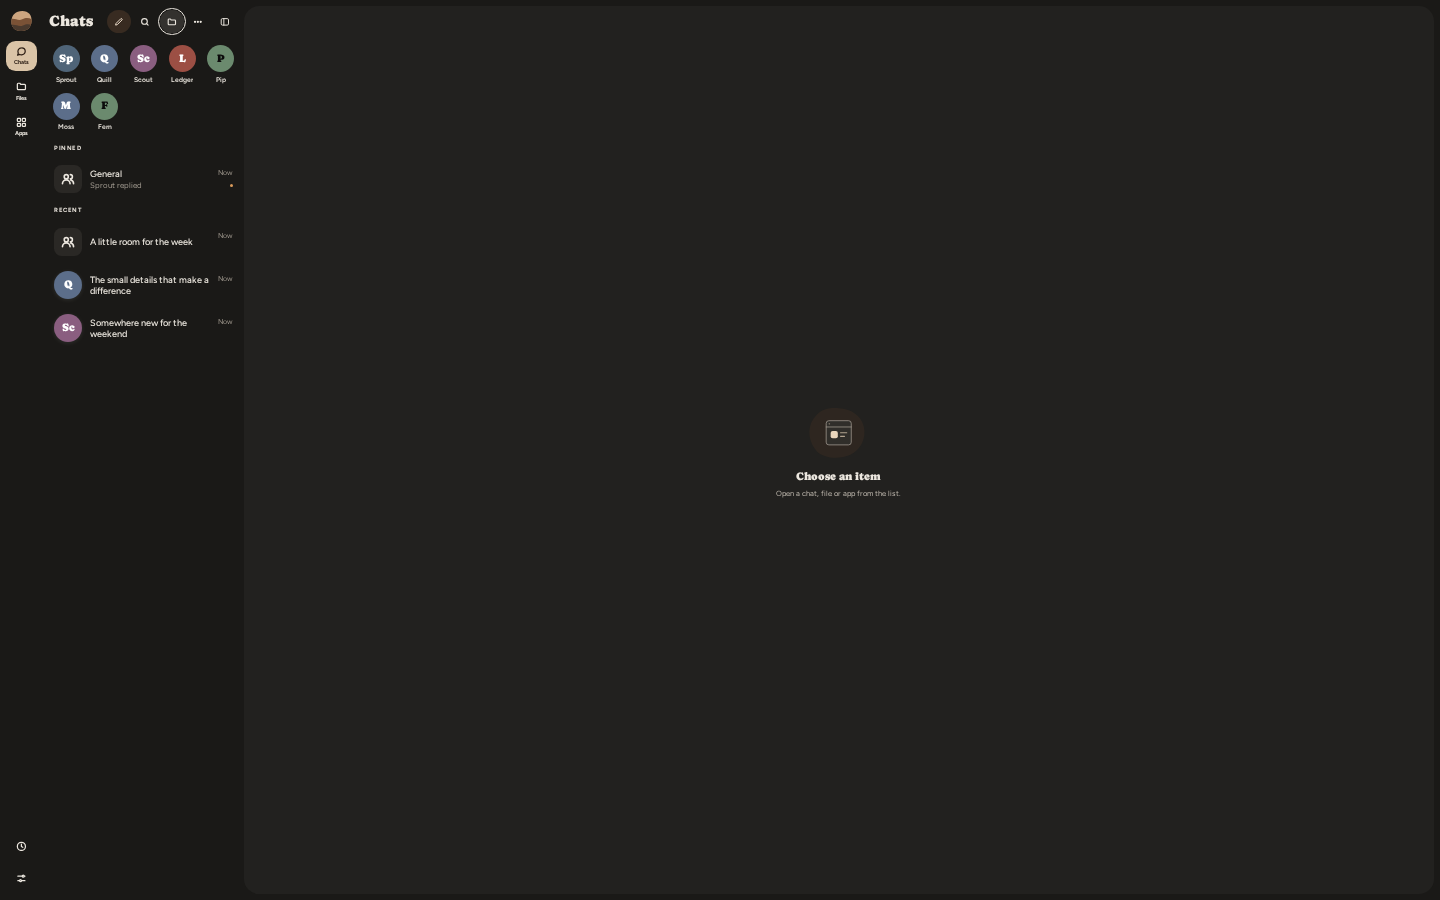 Chats
Chats
Files
Apps
Sp
Q
Sc
L
P
Sprout
Quill
Scout
Ledger
Pip
M
F
Moss
Fern
PINNED
General
Now
Sprout replied
RECENT
A little room for the week
Now
Q
The small details that make a
difference
Now
Sc
Somewhere new for the
weekend
Now
Choose an item
Open a chat, file or app from the list.